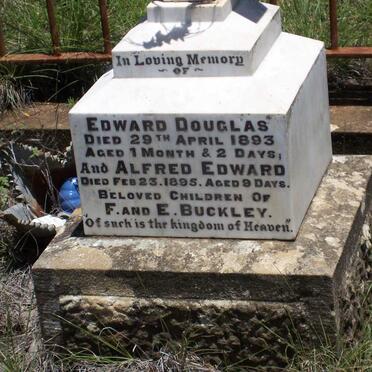 In Loving Memory
~ OF ~
EDWARD DOUGLAS
DIED 29TH APRIL 1893
AGED 1 MONTH & 2 DAYS;
AND ALFRED EDWARD
DIED FEB 23. 1895. AGED 9 DAYS.
BELOVED CHILDREN OF
F. AND E. BUCKLEY.
"Of such is the kingdom of Heaven."